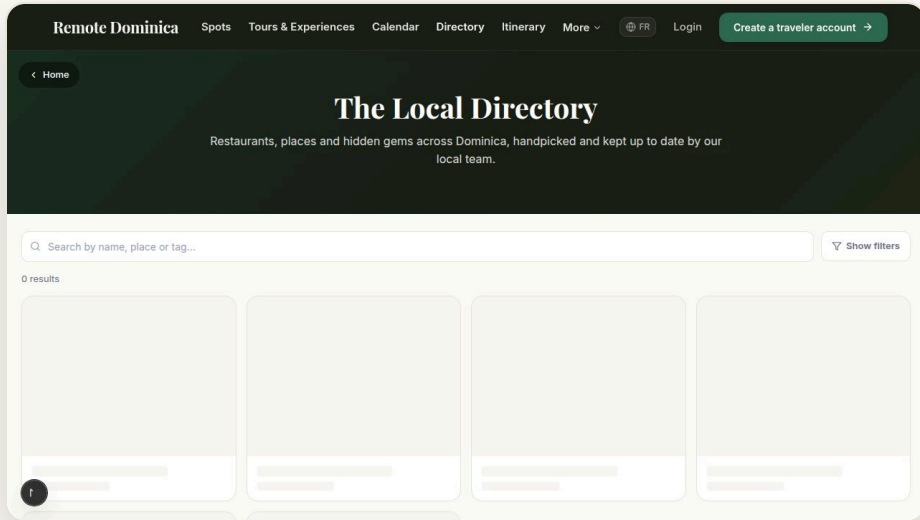 Remote Dominica Spots Tours & Experiences Calendar Directory Itinerary More FR Login Create a traveler account →
Home
The Local Directory
Restaurants, places and hidden gems across Dominica, handpicked and kept up to date by our
local team.
Search by name, place or tag...
Show filters
0 results